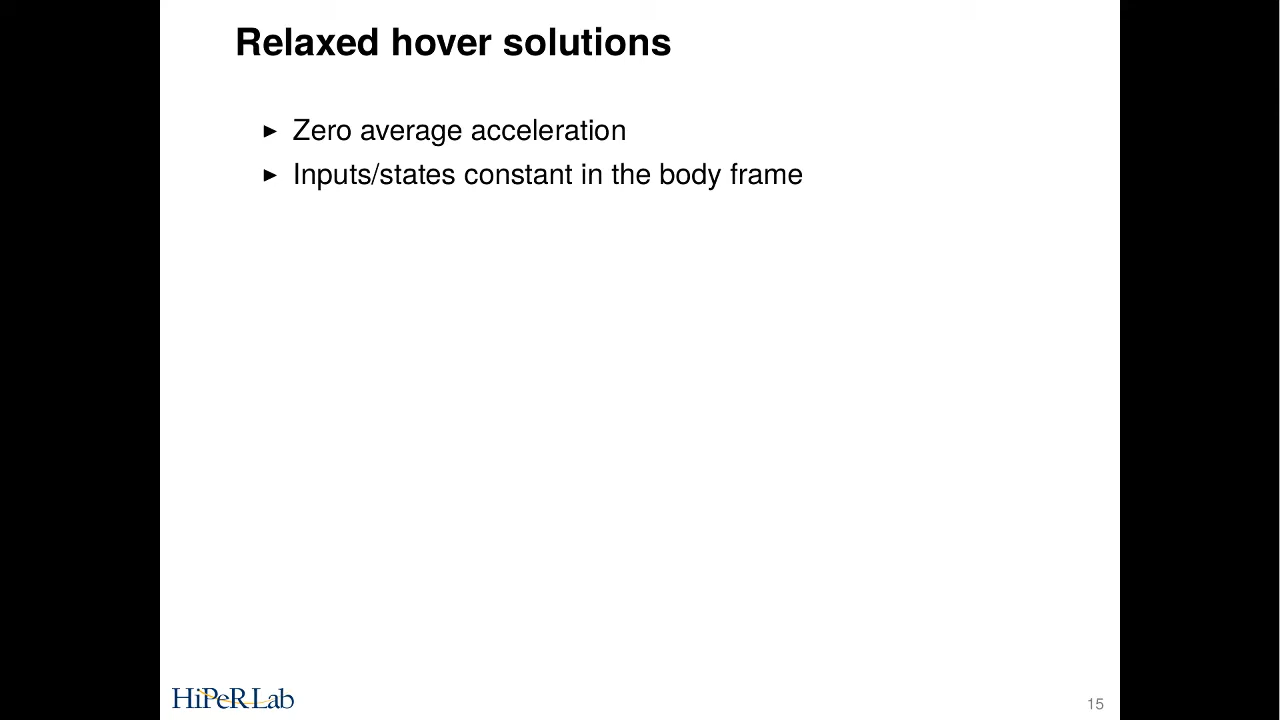 Relaxed hover solutions
▶ Zero average acceleration
▶ Inputs/states constant in the body frame
HiPeRLab
15